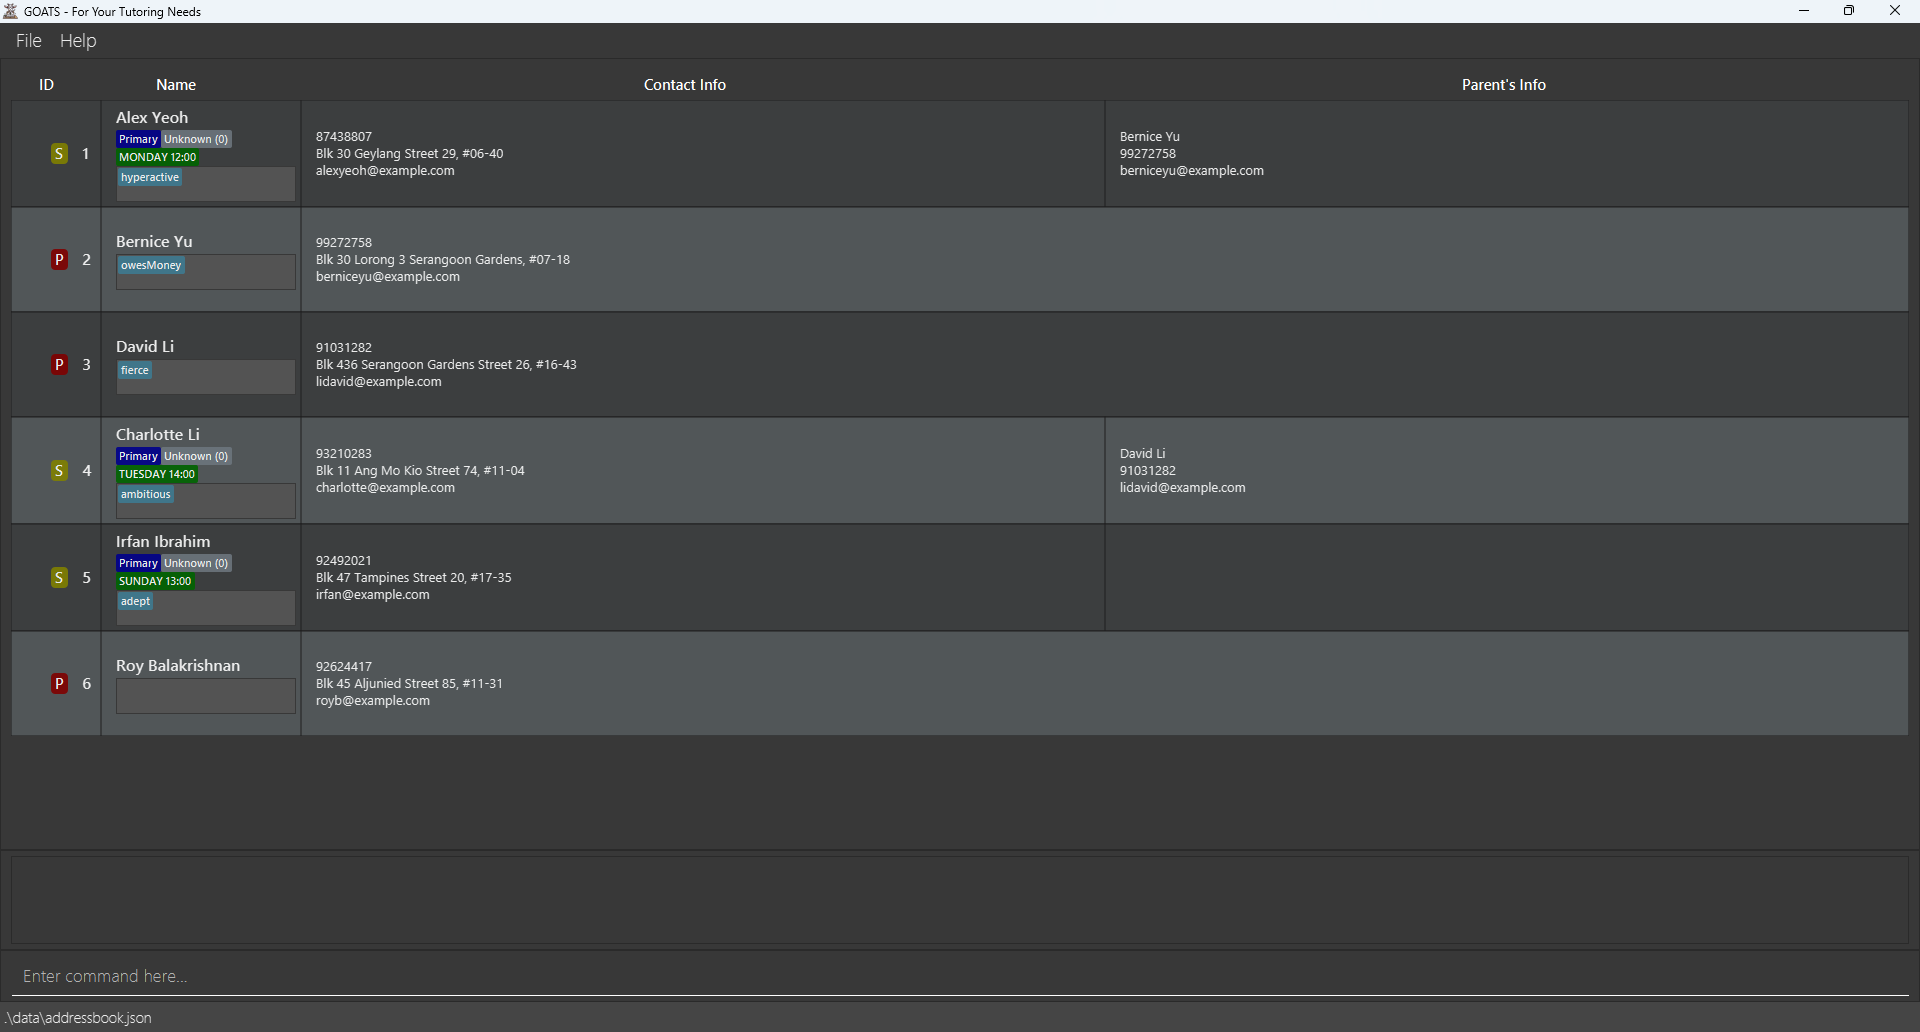 GOATS - For Your Tutoring Needs
File Help
ID Name Contact Info Parent's Info
S 1
Alex Yeoh
Primary Unknown (0)
MONDAY 12:00
hyperactive
87438807
Blk 30 Geylang Street 29, #06-40
alexyeoh@example.com
Bernice Yu
99272758
berniceyu@example.com
P 2
Bernice Yu
owesMoney
99272758
Blk 30 Lorong 3 Serangoon Gardens, #07-18
berniceyu@example.com
P 3
David Li
fierce
91031282
Blk 436 Serangoon Gardens Street 26, #16-43
lidavid@example.com
S 4
Charlotte Li
Primary Unknown (0)
TUESDAY 14:00
ambitious
93210283
Blk 11 Ang Mo Kio Street 74, #11-04
charlotte@example.com
David Li
91031282
lidavid@example.com
S 5
Irfan Ibrahim
Primary Unknown (0)
SUNDAY 13:00
adept
92492021
Blk 47 Tampines Street 20, #17-35
irfan@example.com
P 6
Roy Balakrishnan
92624417
Blk 45 Aljunied Street 85, #11-31
royb@example.com
Enter command here...
.\data\addressbook.json